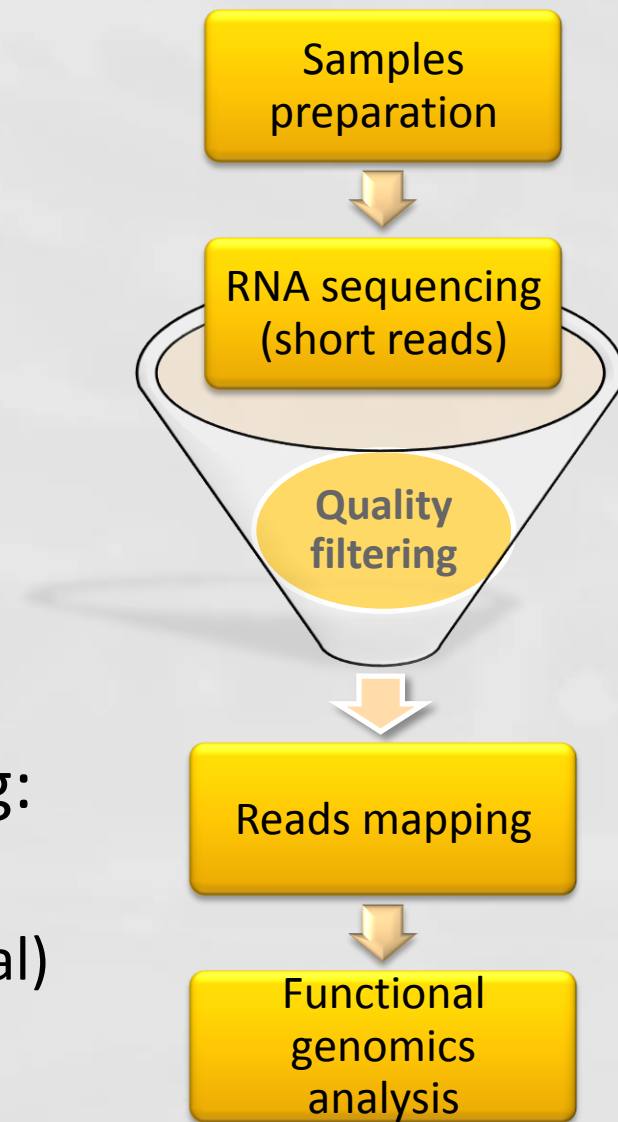 Samples
preparation
RNA sequencing
(short reads)
Quality
filtering
g:
Reads mapping
al)
Functional
genomics
analysis